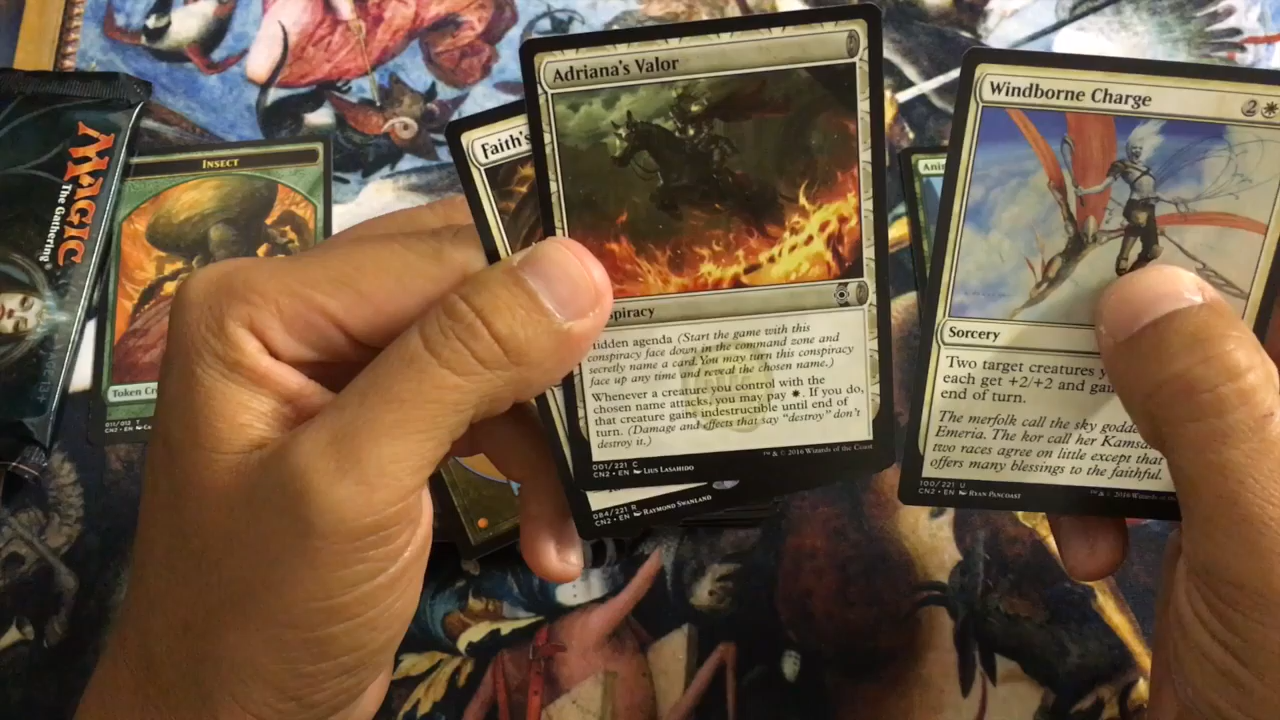 MAGIC
The Gathering®
INSECT
Token Cr
011/012 T
CN2 • EN
Faith's
084/221 R
CN2 • EN RAYMOND SWANLAND
Adriana's Valor
spiracy
idden agenda (Start the game with this
conspiracy face down in the command zone and
secretly name a card. You may turn this conspiracy
face up any time and reveal the chosen name.)
Whenever a creature you control with the
chosen name attacks, you may pay . If you do,
that creature gains indestructible until end of
turn. (Damage and effects that say "destroy" don't
destroy it.)
001/221 C
CN2 • EN LIUS LASAHIDO
™ & © 2016 Wizards of the Coast
Ani
Windborne Charge
2
Sorcery
Two target creatures y
each get +2/+2 and gai
end of turn.
The merfolk call the sky godde
Emeria. The kor call her Kamsa
two races agree on little except that
offers many blessings to the faithful.
100/221 U
CN2 • EN RYAN PANCOAST
™ & © 2016 Wizards of the